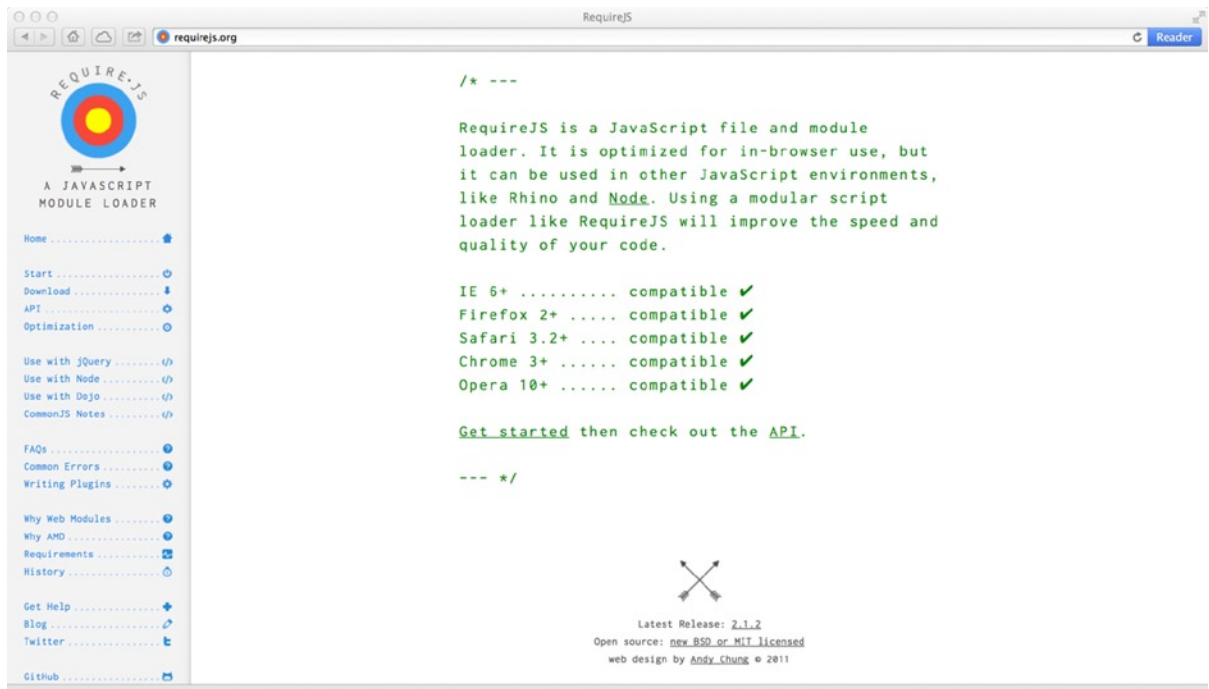 RequireJS
requirejs.org
Reader
REQUIRE.JS
A JAVASCRIPT
MODULE LOADER
Home ..................
Start ..................
Download ..............
API ...................
Optimization ..........
Use with jQuery ........
Use with Node ..........
Use with Dojo ..........
CommonJS Notes .........
FAQs ..................
Common Errors .........
Writing Plugins ........
Why Web Modules ........
Why AMD ...............
Requirements ..........
History ...............
Get Help ..............
Blog ..................
Twitter ...............
GitHub ................
/* ---
RequireJS is a JavaScript file and module
loader. It is optimized for in-browser use, but
it can be used in other JavaScript environments,
like Rhino and Node. Using a modular script
loader like RequireJS will improve the speed and
quality of your code.
IE 6+ .......... compatible ✔
Firefox 2+ ..... compatible ✔
Safari 3.2+ .... compatible ✔
Chrome 3+ ...... compatible ✔
Opera 10+ ...... compatible ✔
Get started then check out the API.
--- */
Latest Release: 2.1.2
Open source: new BSD or MIT licensed
web design by Andy Chung © 2011